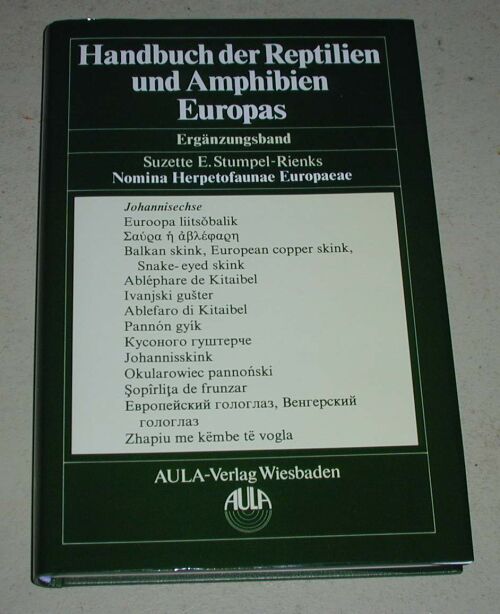 Handbuch der Reptilien
und Amphibien
Europas
Ergänzungsband
Suzette E. Stumpel-Rienks
Nomina Herpetofaunae Europaeae
Johannisechse
Euroopa liitsõbalik
Σαύρα ἡ ἀβλέφαρη
Balkan skink, European copper skink,
Snake-eyed skink
Abléphare de Kitaibel
Ivanjski gušter
Ablefaro di Kitaibel
Pannón gyík
Кусоного гуштерче
Johannisskink
Okularowiec pannoński
Şopîrliţa de frunzar
Европейский гологлаз, Венгерский
гологлаз
Zhapiu me këmbe të vogla
AULA-Verlag Wiesbaden
AULA